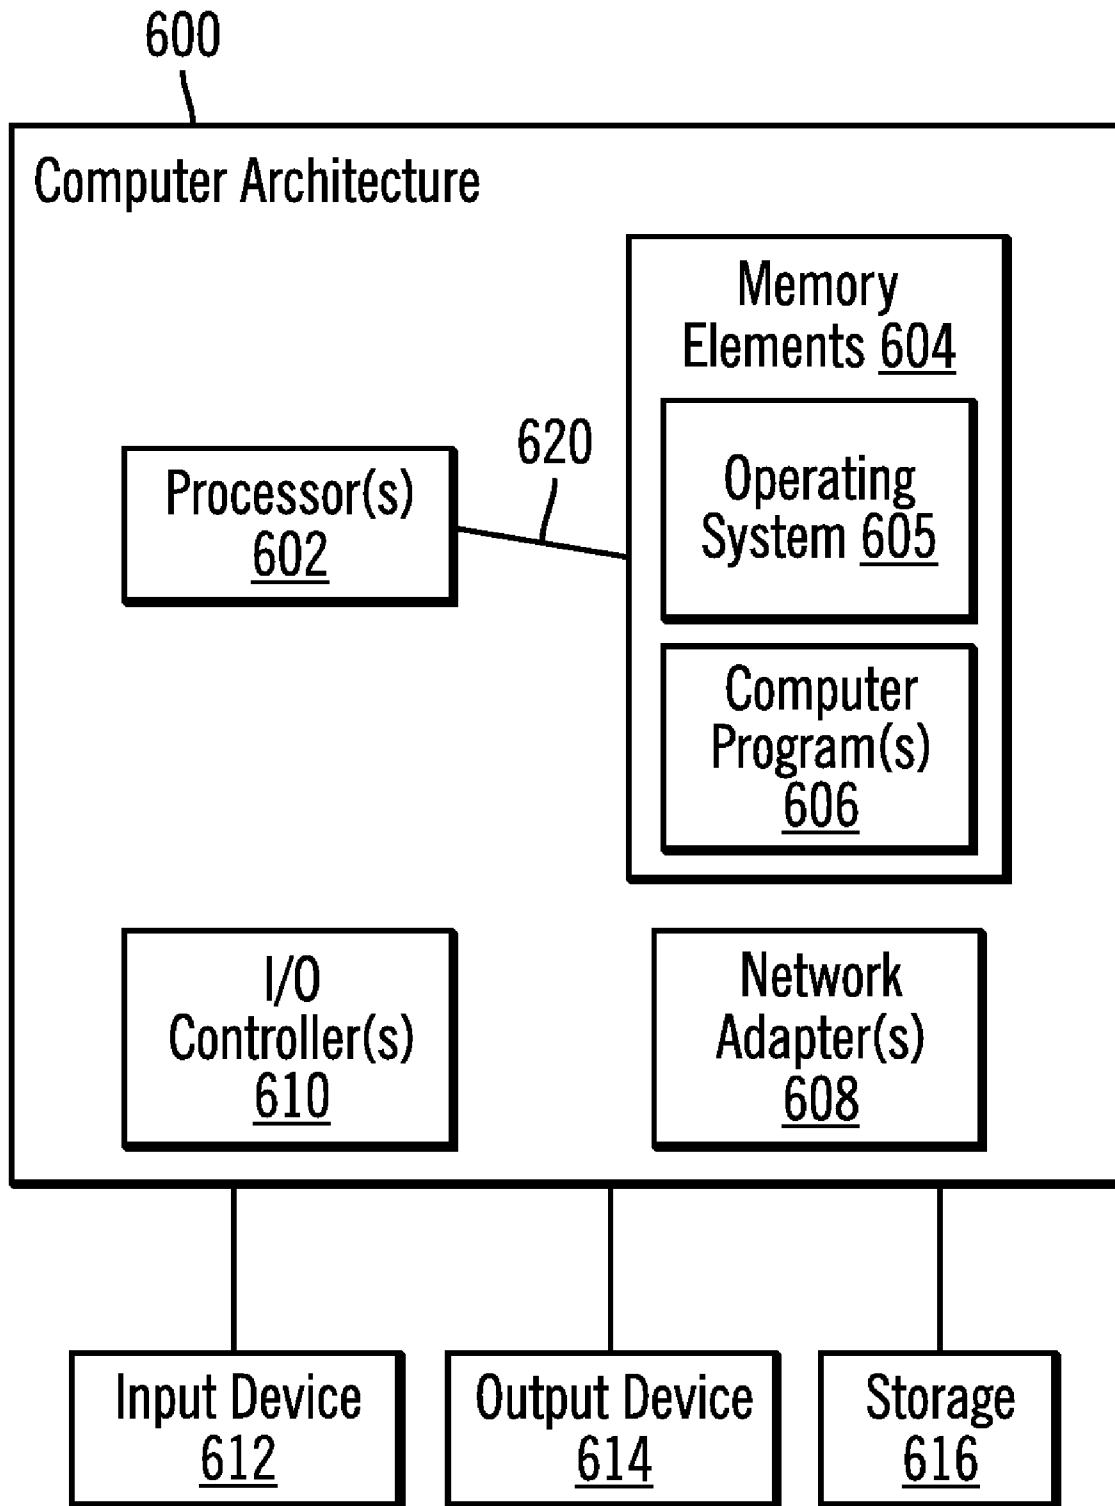 600
Computer Architecture
Memory
Elements 604
620
Operating
System 605
Processor(s)
602
Computer
Program(s)
606
I/O
Controller(s)
610
Network
Adapter(s)
608
Input Device
612
Output Device
614
Storage
616